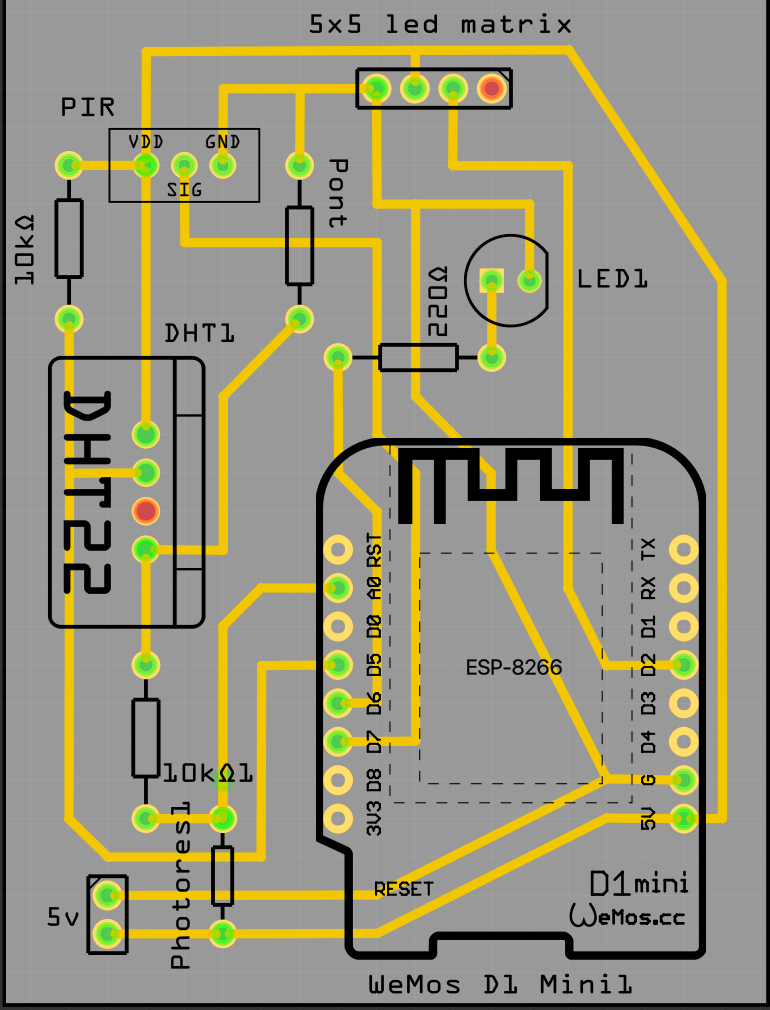 5x5 led matrix
PIR
VDD
GND
SIG
Pont
10kΩ
220Ω
LED1
DHT1
DHT22
RST
A0
D0
D5
D6
D7
D8
3V3
TX
RX
D1
D2
D3
D4
G
5V
ESP-8266
10kΩ1
Photores1
5v
RESET
D1mini
WeMos.cc
WeMos D1 Mini1